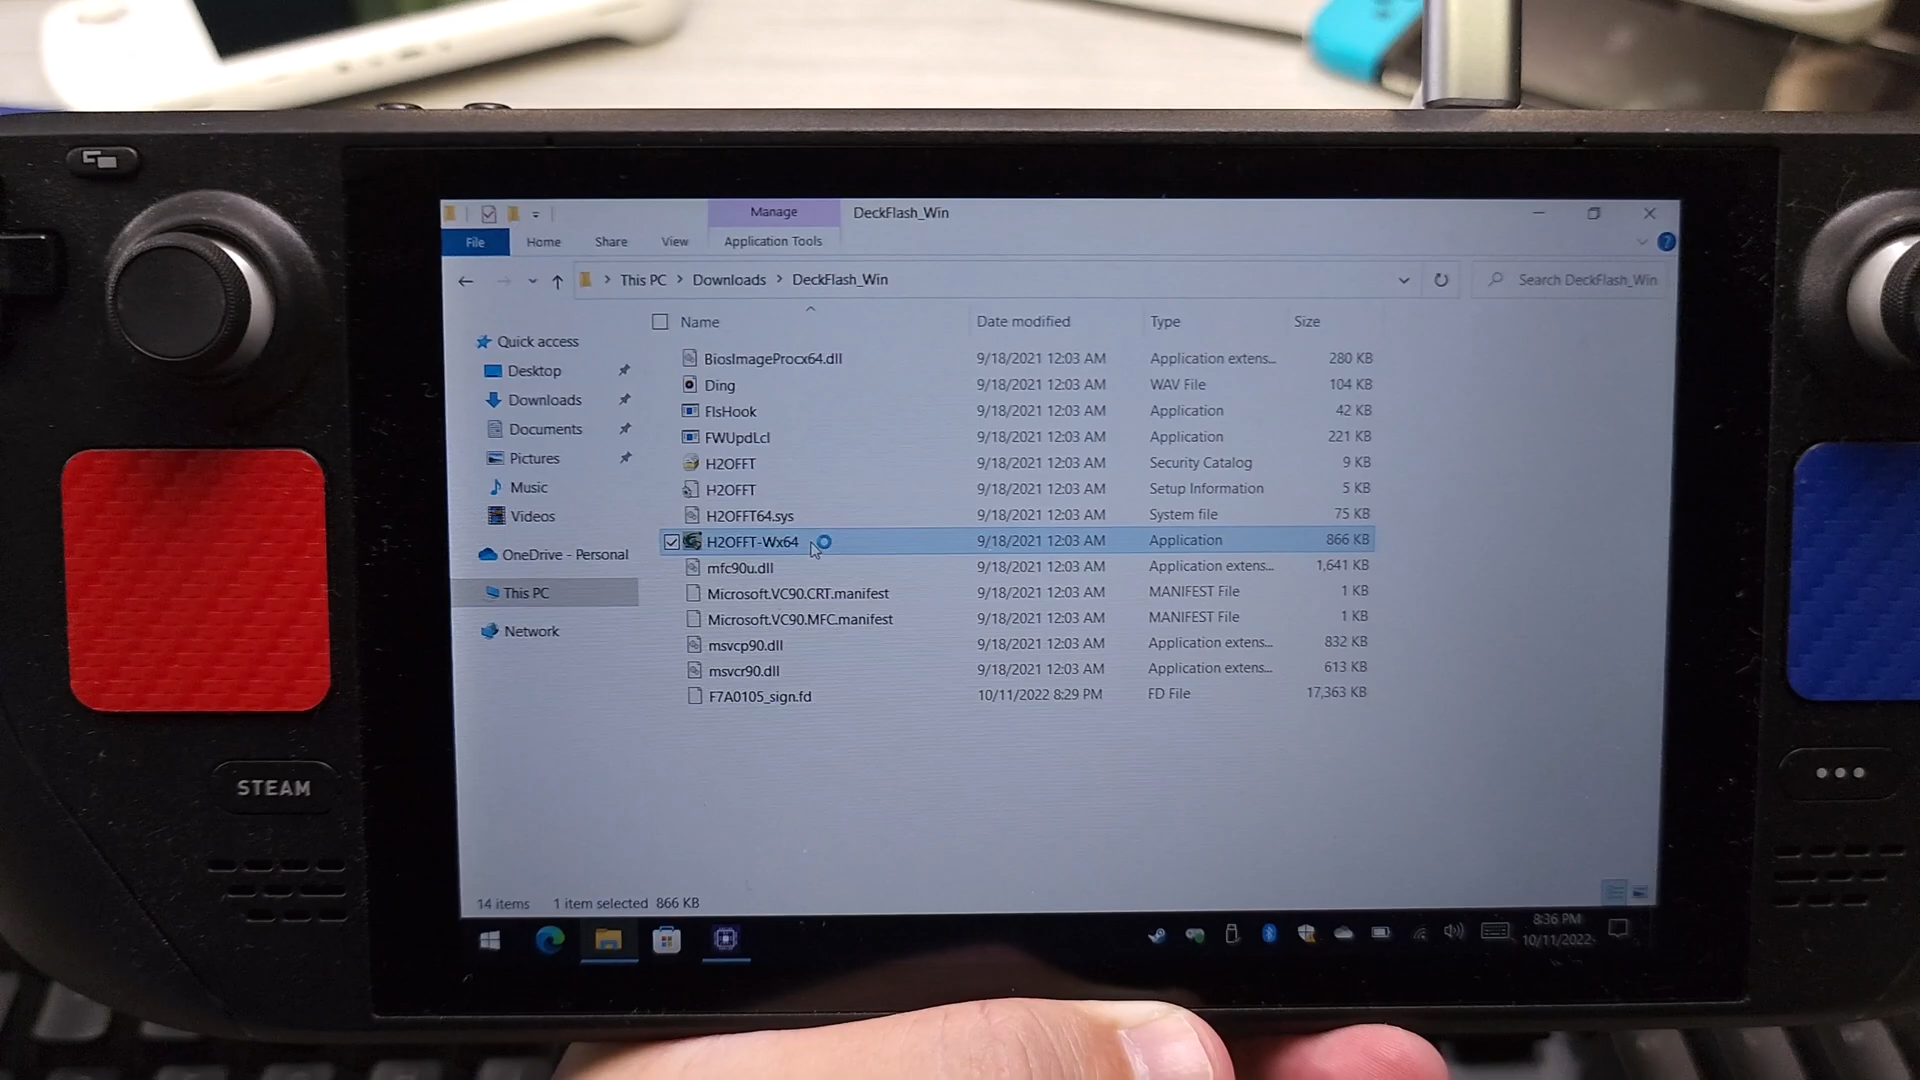 Manage DeckFlash_Win
File Home Share View Application Tools
This PC Downloads DeckFlash_Win Search DeckFlash_Win
Name Date modified Type Size
Quick access
Desktop
Downloads
Documents
Pictures
Music
Videos
OneDrive - Personal
This PC
Network
BiosImageProcx64.dll 9/18/2021 12:03 AM Application extens... 280 KB
Ding 9/18/2021 12:03 AM WAV File 104 KB
FlsHook 9/18/2021 12:03 AM Application 42 KB
FWUpdLcl 9/18/2021 12:03 AM Application 221 KB
H2OFFT 9/18/2021 12:03 AM Security Catalog 9 KB
H2OFFT 9/18/2021 12:03 AM Setup Information 5 KB
H2OFFT64.sys 9/18/2021 12:03 AM System file 75 KB
H2OFFT-Wx64 9/18/2021 12:03 AM Application 866 KB
mfc90u.dll 9/18/2021 12:03 AM Application extens... 1,641 KB
Microsoft.VC90.CRT.manifest 9/18/2021 12:03 AM MANIFEST File 1 KB
Microsoft.VC90.MFC.manifest 9/18/2021 12:03 AM MANIFEST File 1 KB
msvcp90.dll 9/18/2021 12:03 AM Application extens... 832 KB
msvcr90.dll 9/18/2021 12:03 AM Application extens... 613 KB
F7A0105_sign.fd 10/11/2022 8:29 PM FD File 17,363 KB
STEAM
14 items 1 item selected 866 KB
8:36 PM
10/11/2022